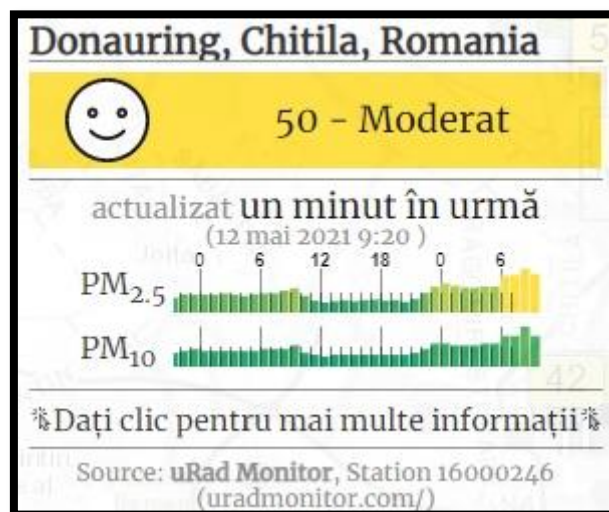 Donauring, Chitila, Romania
50 - Moderat
actualizat un minut în urmă
(12 mai 2021 9:20 )
0 6 12 18 0 6
PM2.5
PM10
Dați clic pentru mai multe informații
Source: uRad Monitor, Station 16000246
(uradmonitor.com/)
42